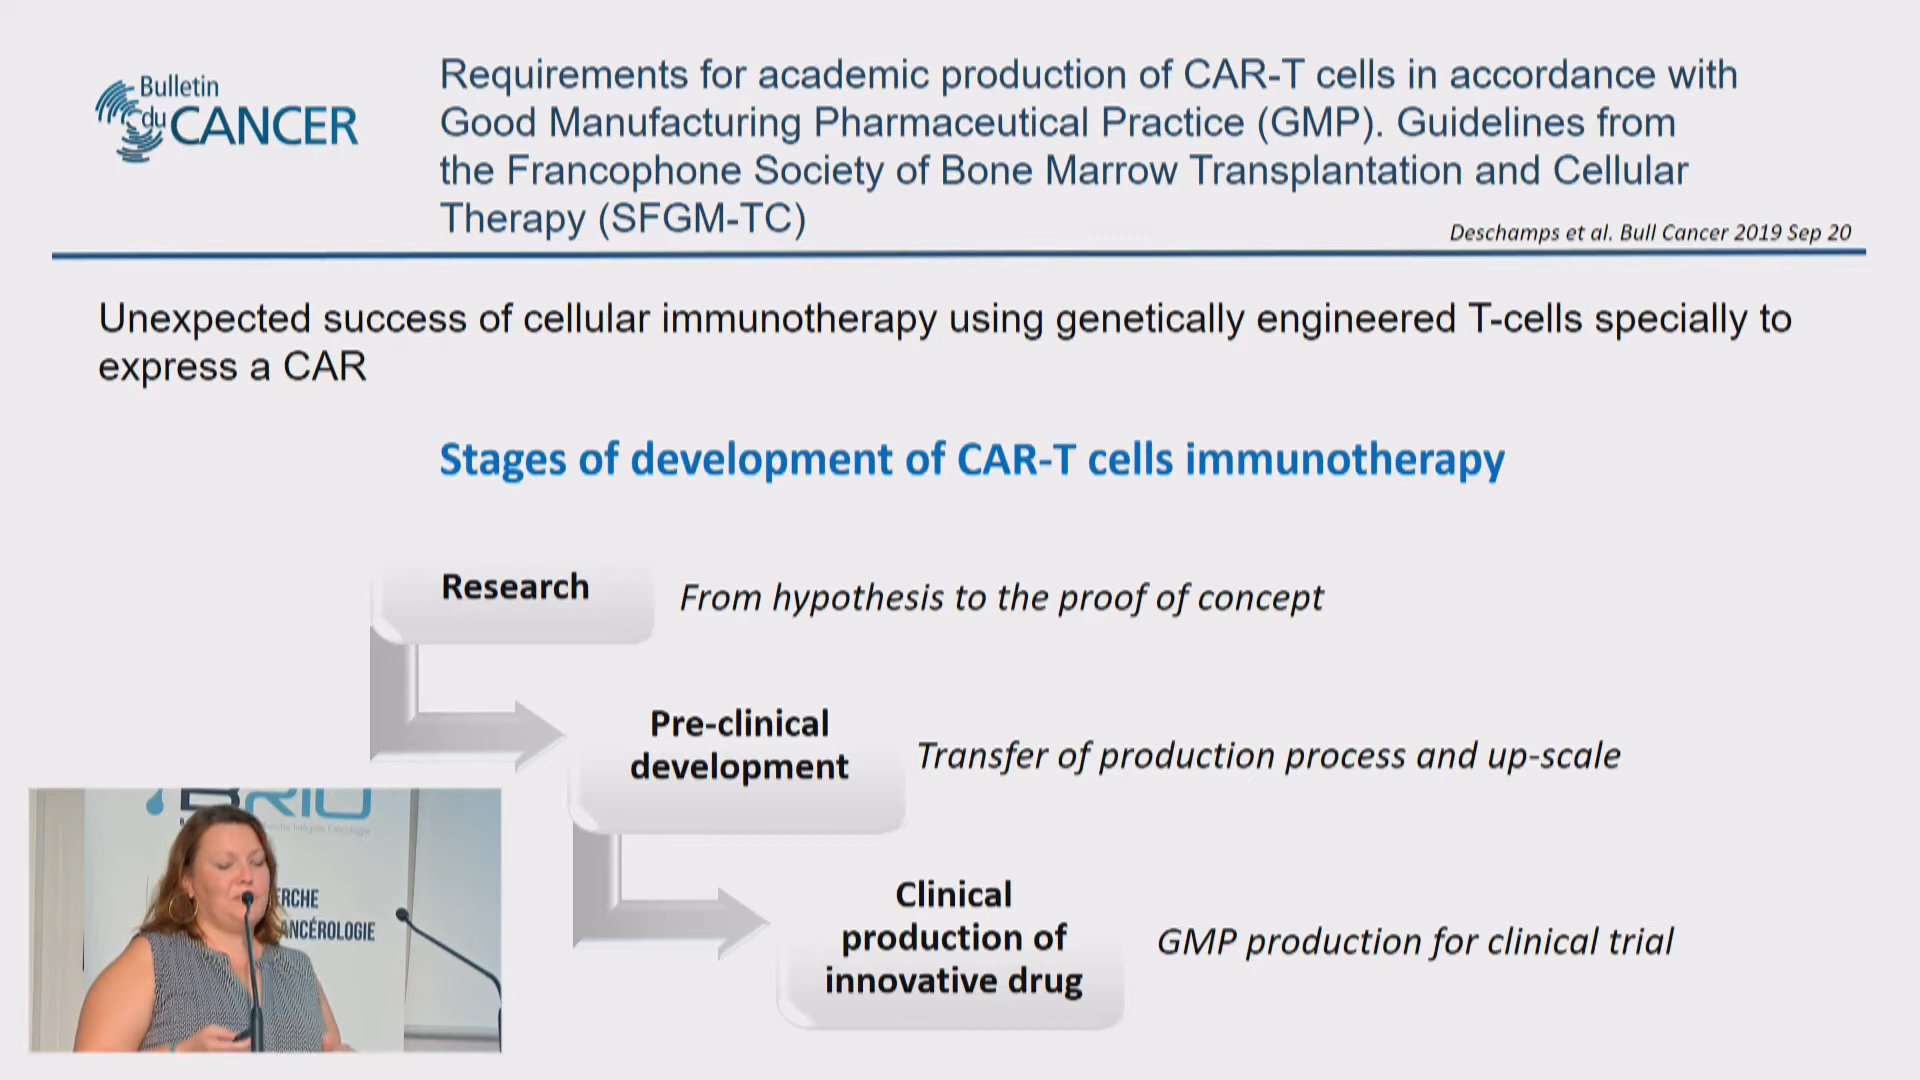 Bulletin
du CANCER
Requirements for academic production of CAR-T cells in accordance with
Good Manufacturing Pharmaceutical Practice (GMP). Guidelines from
the Francophone Society of Bone Marrow Transplantation and Cellular
Therapy (SFGM-TC)
Deschamps et al. Bull Cancer 2019 Sep 20
Unexpected success of cellular immunotherapy using genetically engineered T-cells specially to
express a CAR
Stages of development of CAR-T cells immunotherapy
Research
From hypothesis to the proof of concept
Pre-clinical
development
Transfer of production process and up-scale
Clinical
production of
innovative drug
GMP production for clinical trial
BRIO
ERCHE
ANCÉROLOGIE